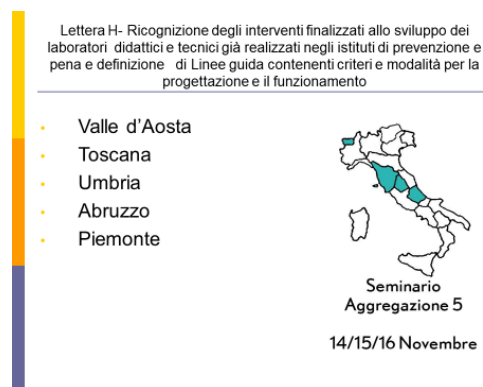 Lettera H- Ricognizione degli interventi finalizzati allo sviluppo dei
laboratori didattici e tecnici già realizzati negli istituti di prevenzione e
pena e definizione di Linee guida contenenti criteri e modalità per la
progettazione e il funzionamento
• Valle d'Aosta
• Toscana
• Umbria
• Abruzzo
• Piemonte
Seminario
Aggregazione 5
14/15/16 Novembre